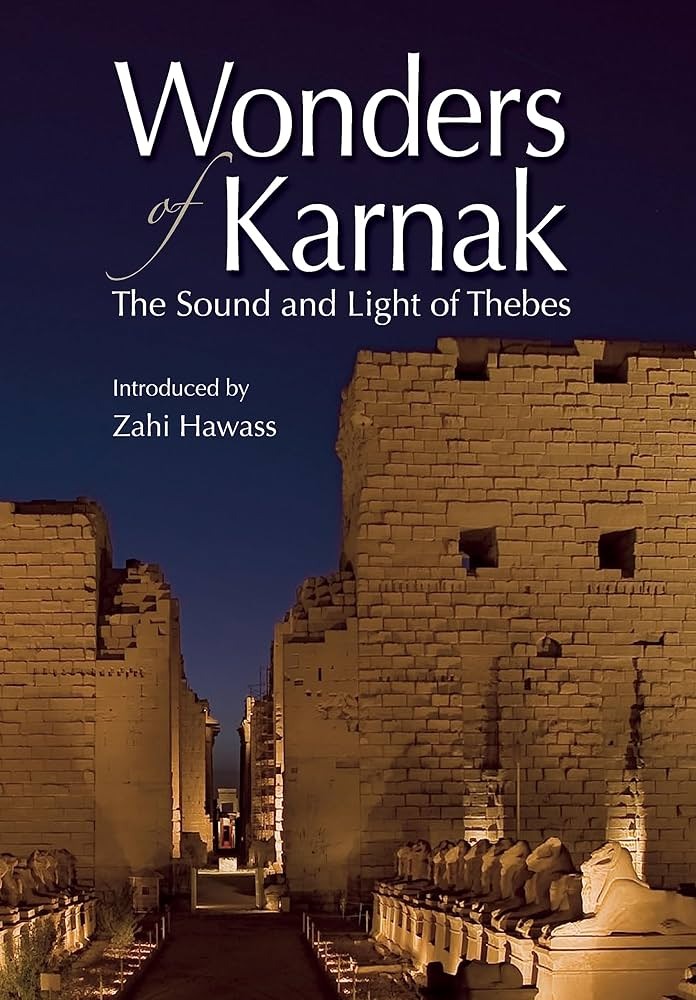 Wonders
of Karnak
The Sound and Light of Thebes
Introduced by
Zahi Hawass